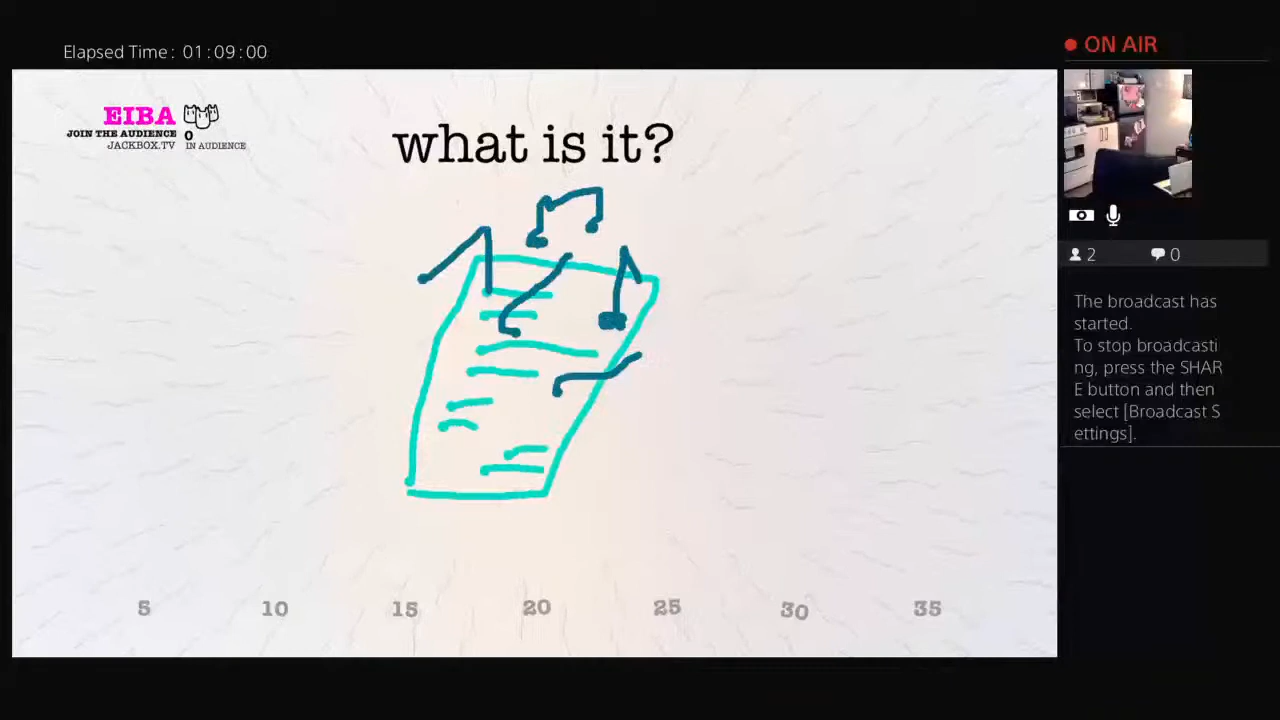 Elapsed Time: 01:09:00
ON AIR
EIBA
JOIN THE AUDIENCE 0
JACKBOX.TV IN AUDIENCE
what is it?
2 0
The broadcast has
started.
To stop broadcasti
ng, press the SHAR
E button and then
select [Broadcast S
ettings].
5 10 15 20 25 30 35